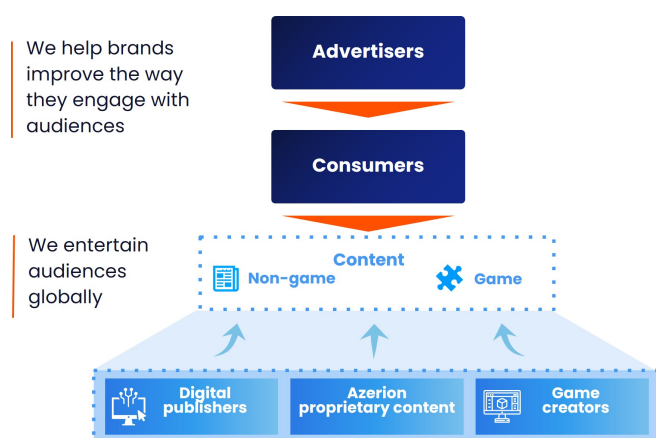 We help brands
improve the way
they engage with
audiences
Advertisers
Consumers
We entertain
audiences
globally
Content
Non-game
Game
Digital
publishers
Azerion
proprietary content
Game
creators